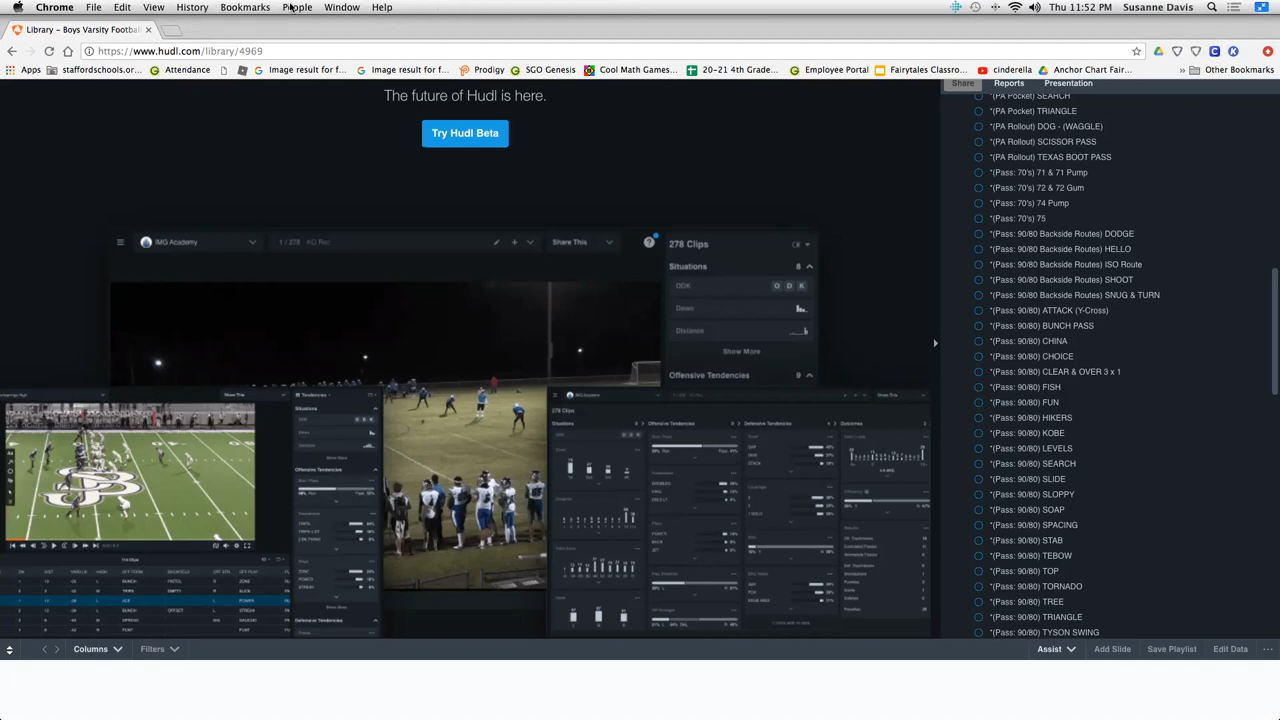 Chrome File Edit View History Bookmarks People Window Help Thu 11:52 PM Susanne Davis
Library – Boys Varsity Footbal
https://www.hudl.com/library/4969
Apps staffordschools.org... Attendance Image result for f... Image result for f... Prodigy SGO Genesis Cool Math Games... 20-21 4th Grade... Employee Portal Fairytales Classro... cinderella Anchor Chart Fair... Other Bookmarks
The future of Hudl is here.
Try Hudl Beta
Share Reports Presentation
*(PA Pocket) SEARCH
*(PA Pocket) TRIANGLE
*(PA Rollout) DOG - (WAGGLE)
*(PA Rollout) SCISSOR PASS
*(PA Rollout) TEXAS BOOT PASS
*(Pass: 70's) 71 & 71 Pump
*(Pass: 70's) 72 & 72 Gum
*(Pass: 70's) 74 Pump
*(Pass: 70's) 75
*(Pass: 90/80 Backside Routes) DODGE
*(Pass: 90/80 Backside Routes) HELLO
*(Pass: 90/80 Backside Routes) ISO Route
*(Pass: 90/80 Backside Routes) SHOOT
*(Pass: 90/80 Backside Routes) SNUG & TURN
*(Pass: 90/80) ATTACK (Y-Cross)
*(Pass: 90/80) BUNCH PASS
*(Pass: 90/80) CHINA
*(Pass: 90/80) CHOICE
*(Pass: 90/80) CLEAR & OVER 3 x 1
*(Pass: 90/80) FISH
*(Pass: 90/80) FUN
*(Pass: 90/80) HIKERS
*(Pass: 90/80) KOBE
*(Pass: 90/80) LEVELS
*(Pass: 90/80) SEARCH
*(Pass: 90/80) SLIDE
*(Pass: 90/80) SLOPPY
*(Pass: 90/80) SOAP
*(Pass: 90/80) SPACING
*(Pass: 90/80) STAB
*(Pass: 90/80) TEBOW
*(Pass: 90/80) TOP
*(Pass: 90/80) TORNADO
*(Pass: 90/80) TREE
*(Pass: 90/80) TRIANGLE
*(Pass: 90/80) TYSON SWING
IMG Academy 1 / 278 KC Rec Share This
278 Clips
Situations 8
ODK O D K
Down
Distance
Show More
Offensive Tendencies 9
Columns Filters Assist Add Slide Save Playlist Edit Data